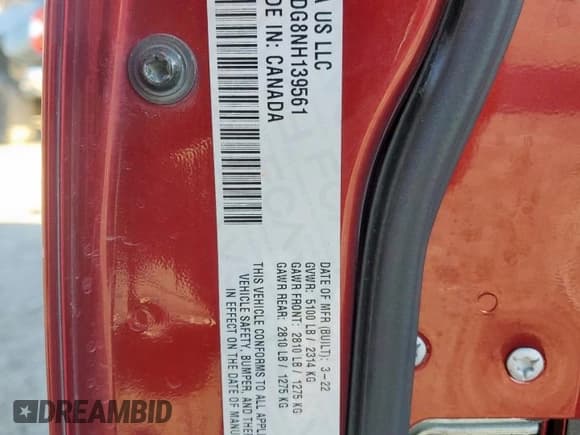 A US LLC
DG8NH139561
DE IN: CANADA
DATE OF MFR (BUILT): 3-22
GVWR: 5100 LB / 2314 KG
GAWR FRONT: 2810 LB / 1275 KG
GAWR REAR: 2810 LB / 1275 KG
THIS VEHICLE CONFORMS TO ALL APPL
VEHICLE SAFETY, BUMPER, AND THE
IN EFFECT ON THE DATE OF MANU
DREAMBID